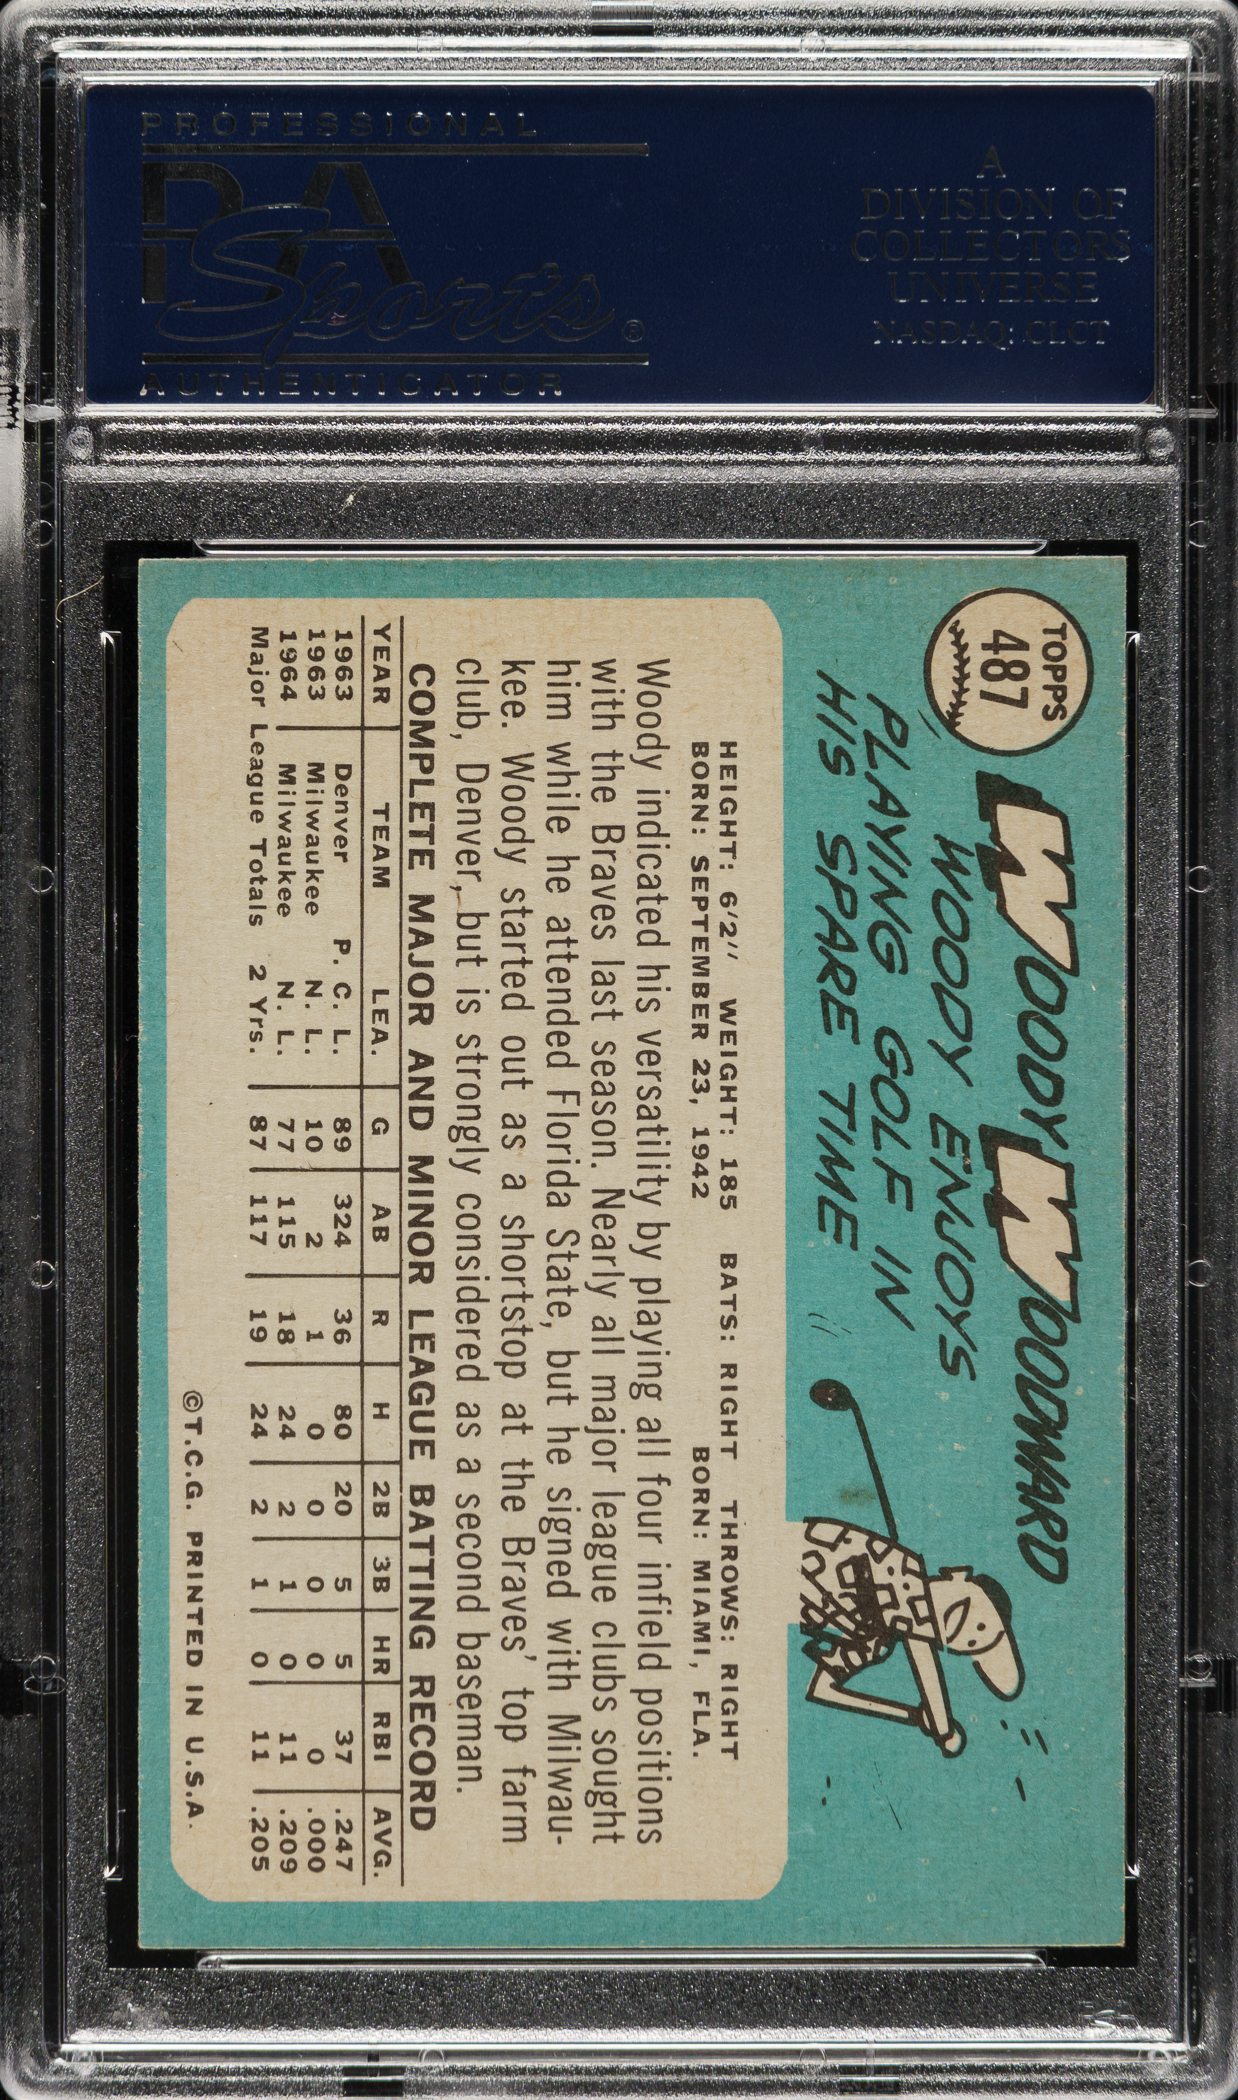 PROFESSIONAL
PSA
Sports®
AUTHENTICATOR
A
DIVISION OF
COLLECTORS
UNIVERSE
NASDAQ: CLCT
TOPPS
487
WOODY WOODWARD
WOODY ENJOYS
PLAYING GOLF IN
HIS SPARE TIME
HEIGHT: 6'2'' WEIGHT: 185 BATS: RIGHT THROWS: RIGHT
BORN: SEPTEMBER 23, 1942 BORN: MIAMI, FLA.
Woody indicated his versatility by playing all four infield positions
with the Braves last season. Nearly all major league clubs sought
him while he attended Florida State, but he signed with Milwau-
kee. Woody started out as a shortstop at the Braves' top farm
club, Denver, but is strongly considered as a second baseman.
COMPLETE MAJOR AND MINOR LEAGUE BATTING RECORD
YEAR TEAM LEA. G AB R H 2B 3B HR RBI AVG.
1963 Denver P. C. L. 89 324 36 80 20 5 5 37 .247
1963 Milwaukee N. L. 10 2 1 0 0 0 0 0 .000
1964 Milwaukee N. L. 77 115 18 24 2 1 0 11 .209
Major League Totals 2 Yrs. 87 117 19 24 2 1 0 11 .205
©T.C.G. PRINTED IN U.S.A.